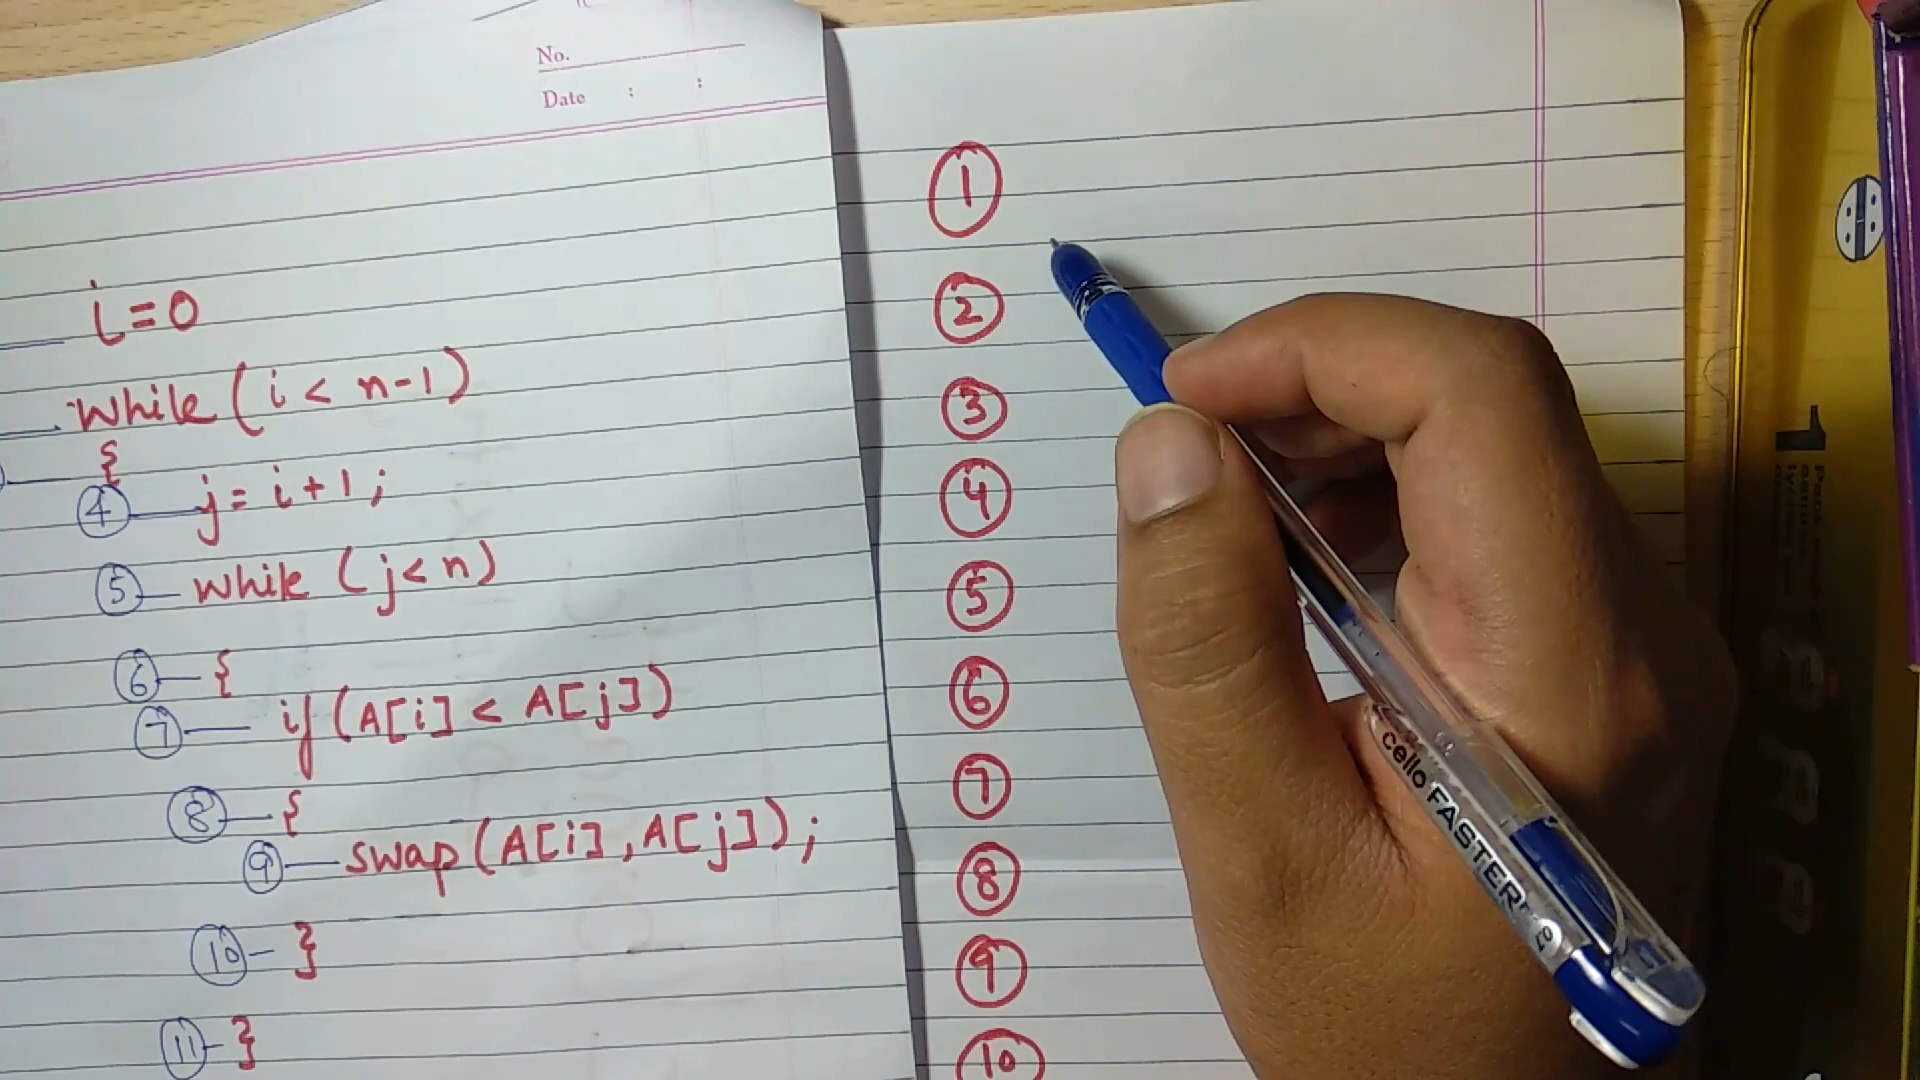 No.
Date : :
i=0
while (i < n-1)
{
4 j = i+1 ;
5 while (j<n)
6 {
7 if (A[i] < A[j])
8 {
9 swap(A[i], A[j]);
10 }
11 }
1
2
3
4
5
6
7
8
9
10
cello FASTER
1